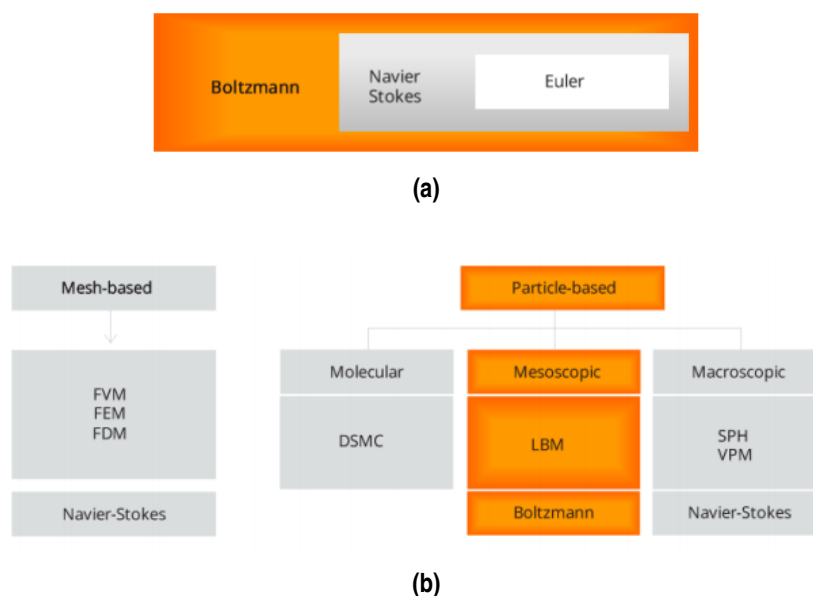 Boltzmann
Navier
Stokes
Euler
(a)
Mesh-based
FVM
FEM
FDM
Navier-Stokes
Particle-based
Molecular
DSMC
Mesoscopic
LBM
Boltzmann
Macroscopic
SPH
VPM
Navier-Stokes
(b)